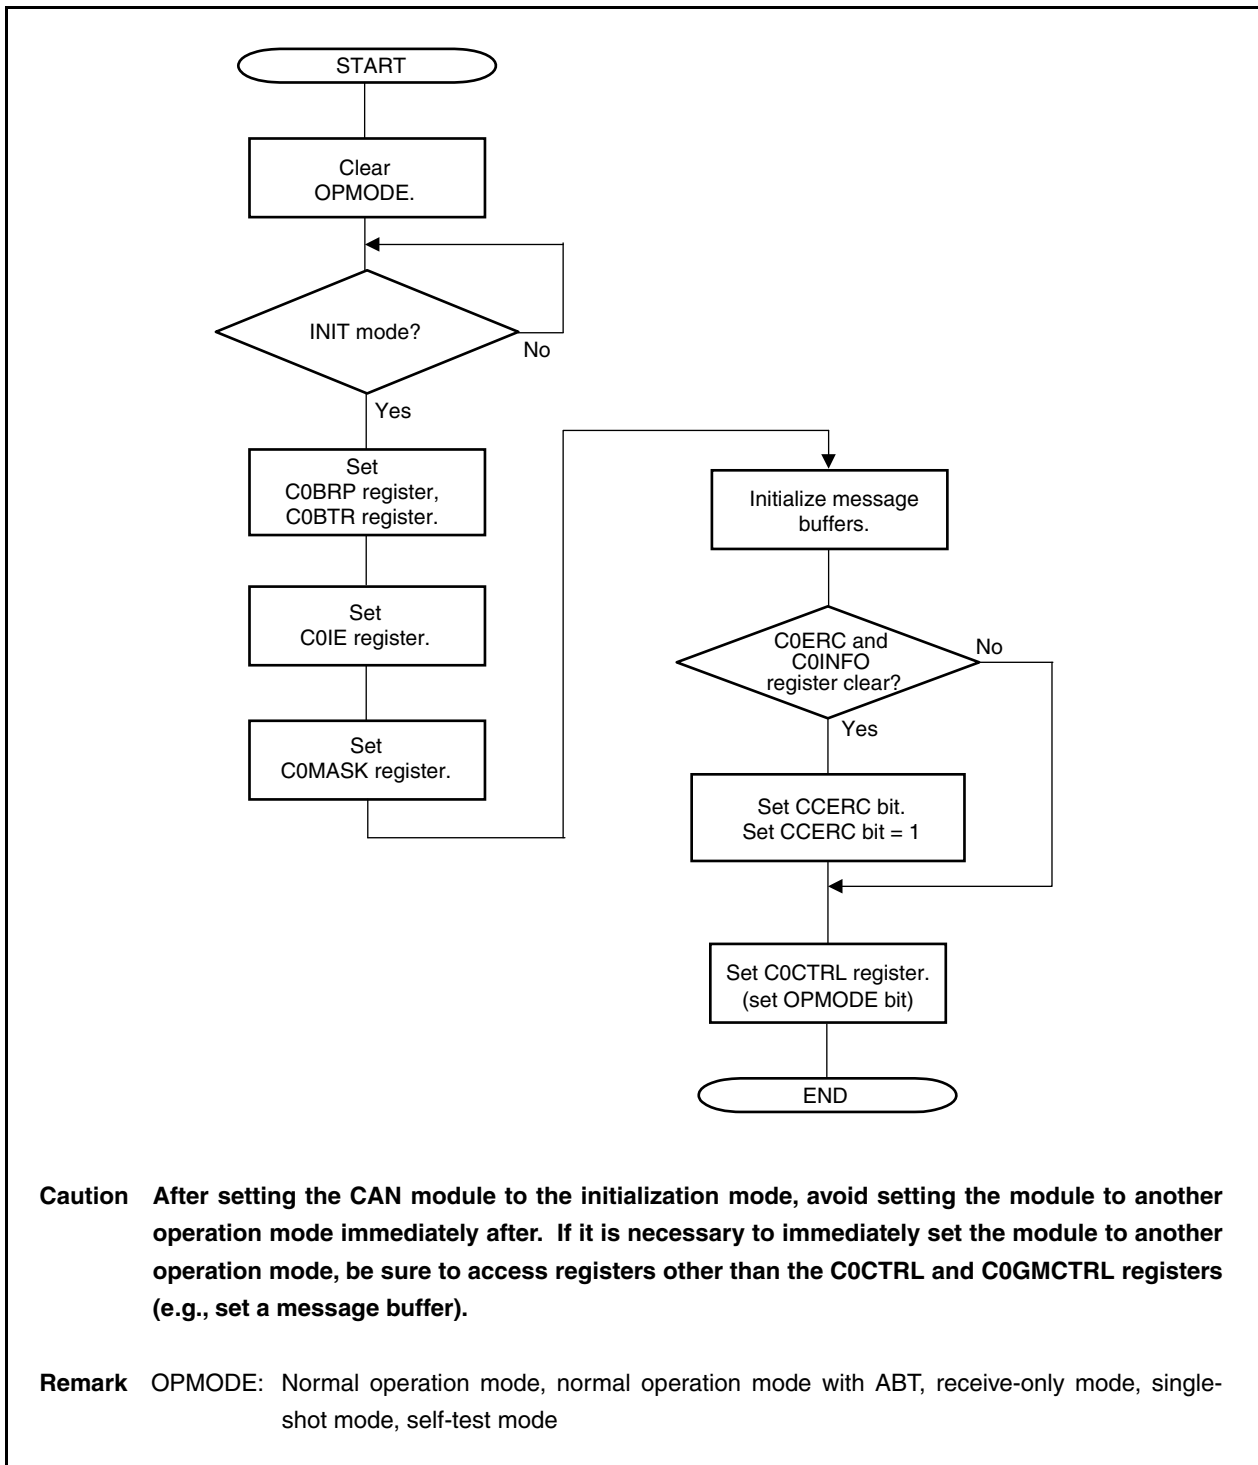 START
Clear
OPMODE.
INIT mode?
No
Yes
Set
C0BRP register,
C0BTR register.
Set
C0IE register.
Set
C0MASK register.
Initialize message
buffers.
C0ERC and
C0INFO
register clear?
No
Yes
Set CCERC bit.
Set CCERC bit = 1
Set C0CTRL register.
(set OPMODE bit)
END
Caution After setting the CAN module to the initialization mode, avoid setting the module to another
operation mode immediately after. If it is necessary to immediately set the module to another
operation mode, be sure to access registers other than the C0CTRL and C0GMCTRL registers
(e.g., set a message buffer).
Remark OPMODE: Normal operation mode, normal operation mode with ABT, receive-only mode, single-
shot mode, self-test mode